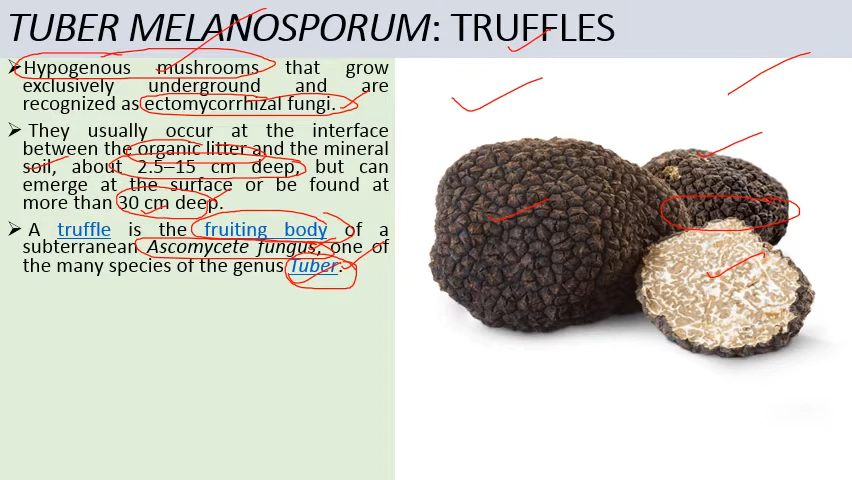 TUBER MELANOSPORUM: TRUFFLES
➢Hypogenous mushrooms that grow
exclusively underground and are
recognized as ectomycorrhizal fungi.
➢ They usually occur at the interface
between the organic litter and the mineral
soil, about 2.5–15 cm deep, but can
emerge at the surface or be found at
more than 30 cm deep.
➢ A truffle is the fruiting body of a
subterranean Ascomycete fungus, one of
the many species of the genus Tuber.